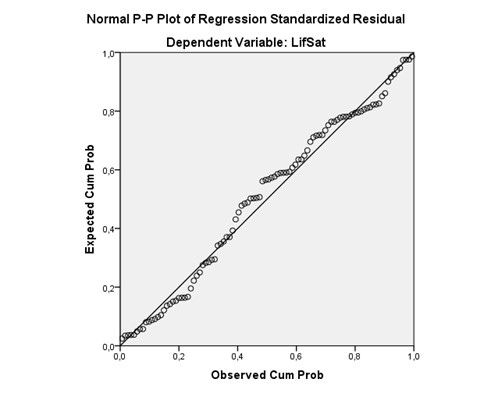 Normal P-P Plot of Regression Standardized Residual
Dependent Variable: LifSat
1,0
0,8
0,6
0,4
0,2
0,0
Expected Cum Prob
0,0 0,2 0,4 0,6 0,8 1,0
Observed Cum Prob